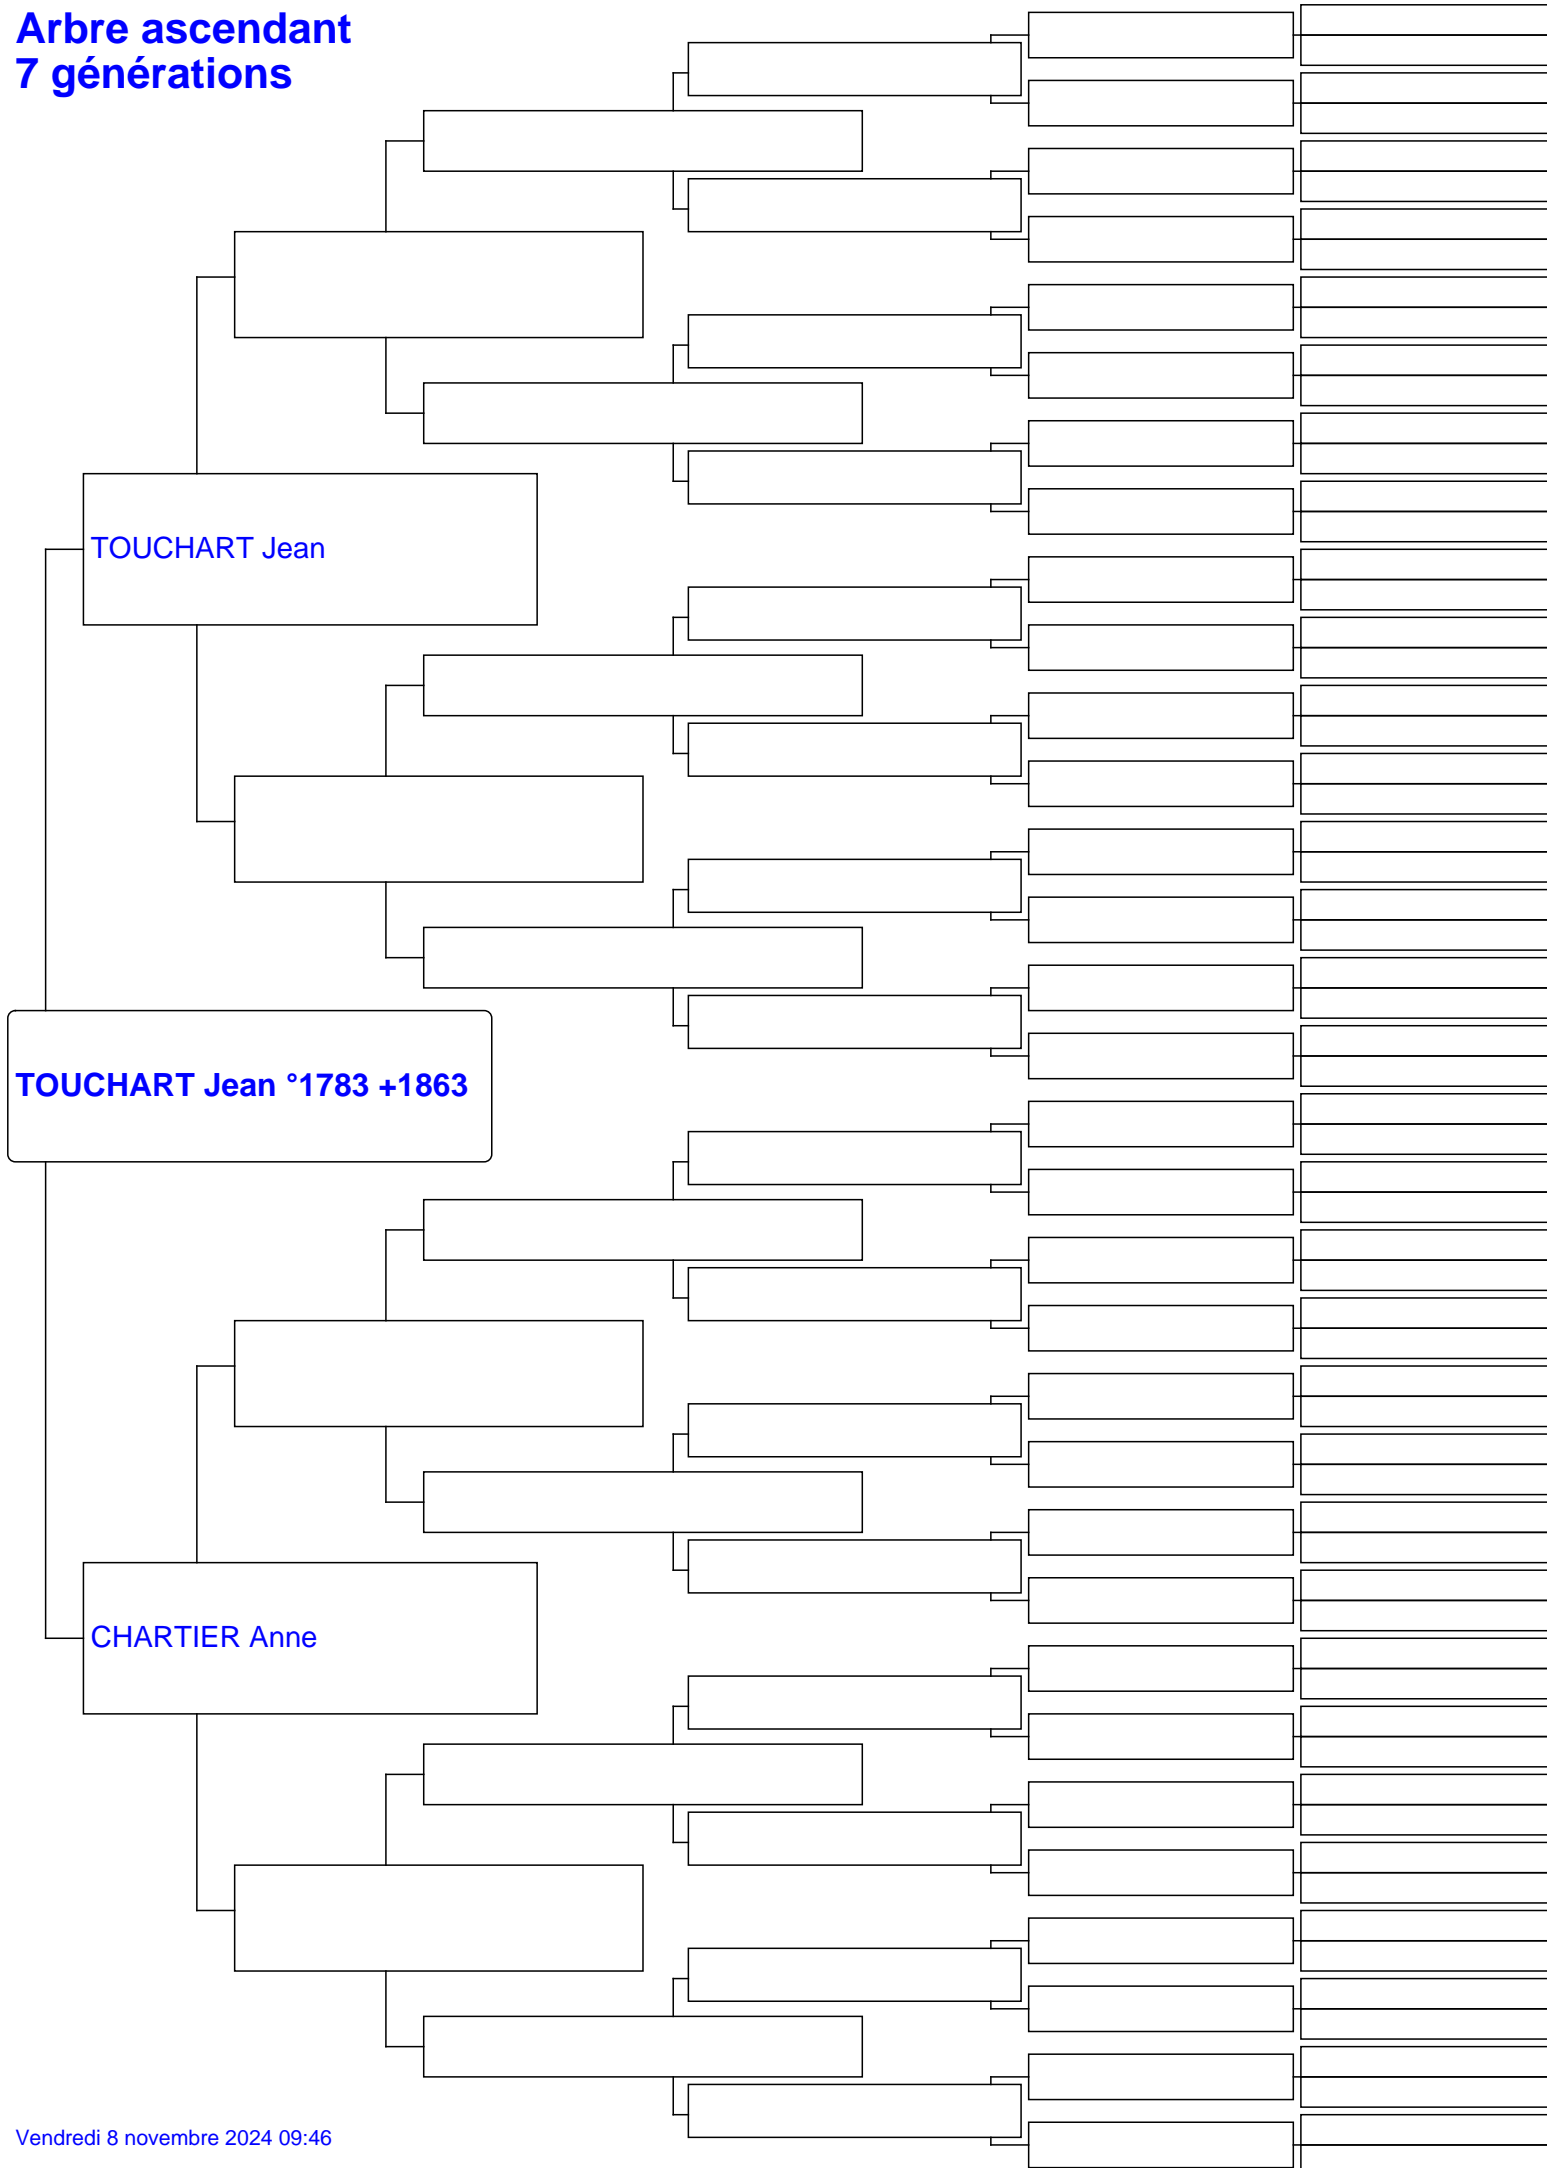 Arbre ascendant
7 générations
TOUCHART Jean
TOUCHART Jean °1783 +1863
CHARTIER Anne
Vendredi 8 novembre 2024 09:46